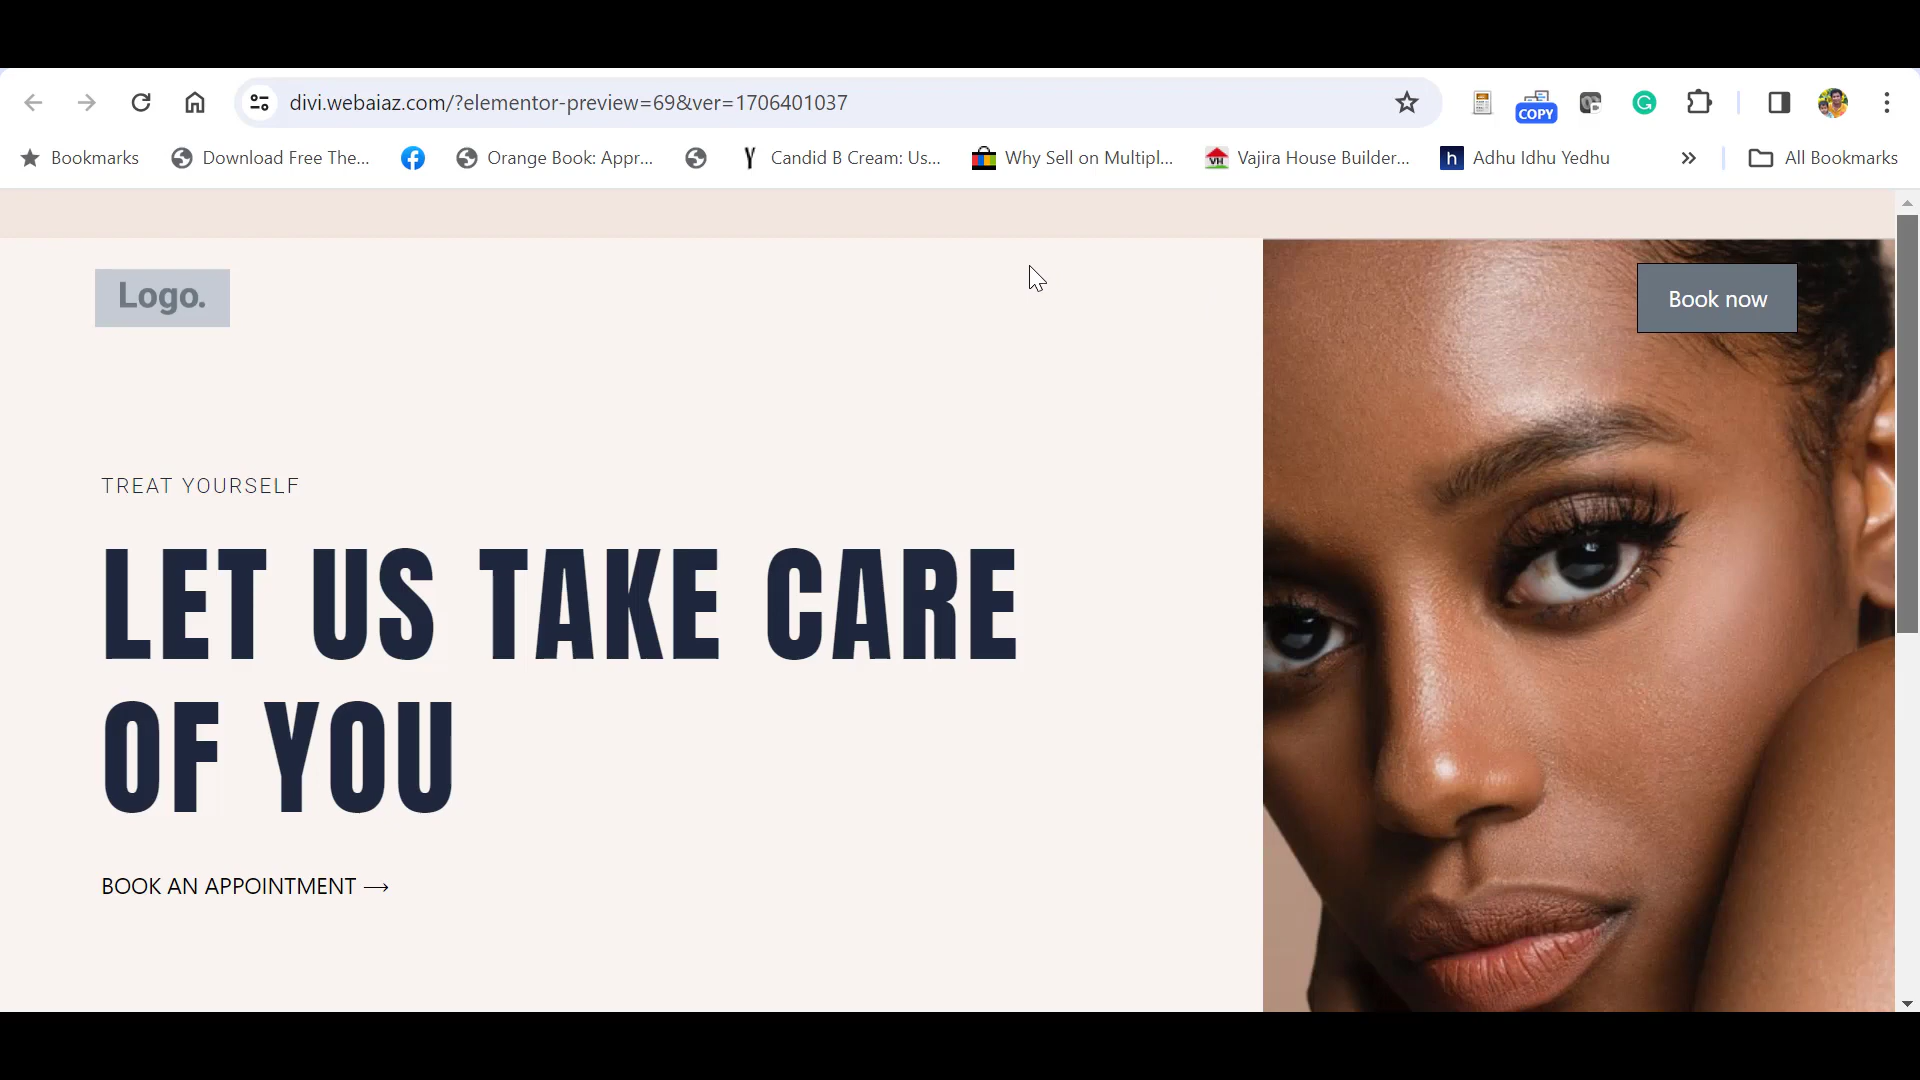 divi.webaiaz.com/?elementor-preview=69&ver=1706401037
COPY
Bookmarks
Download Free The...
Orange Book: Appr...
Candid B Cream: Us...
Why Sell on Multipl...
Vajira House Builder...
Adhu Idhu Yedhu
All Bookmarks
Logo.
Book now
TREAT YOURSELF
LET US TAKE CARE
OF YOU
BOOK AN APPOINTMENT ⟶